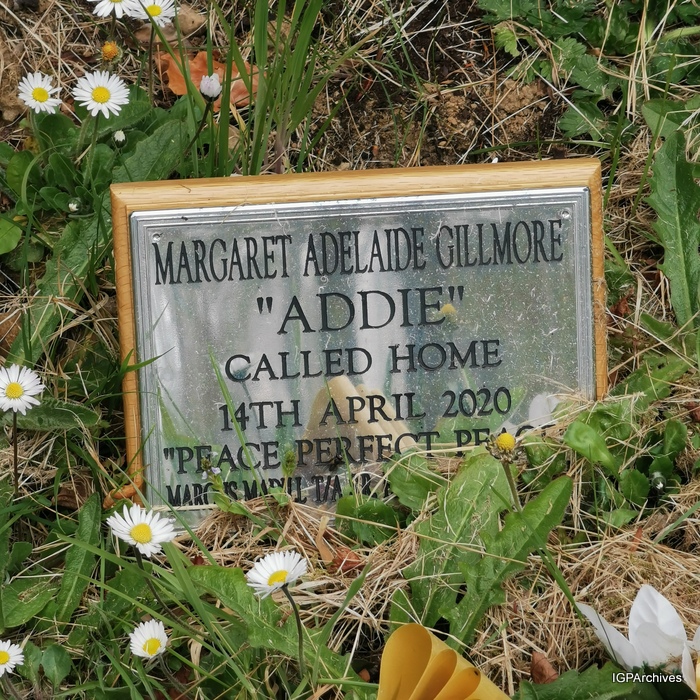 MARGARET ADELAIDE GILLMORE
"ADDIE"
CALLED HOME
14TH APRIL 2020
"PEACE PERFECT PEACE
T/A
IGPArchives